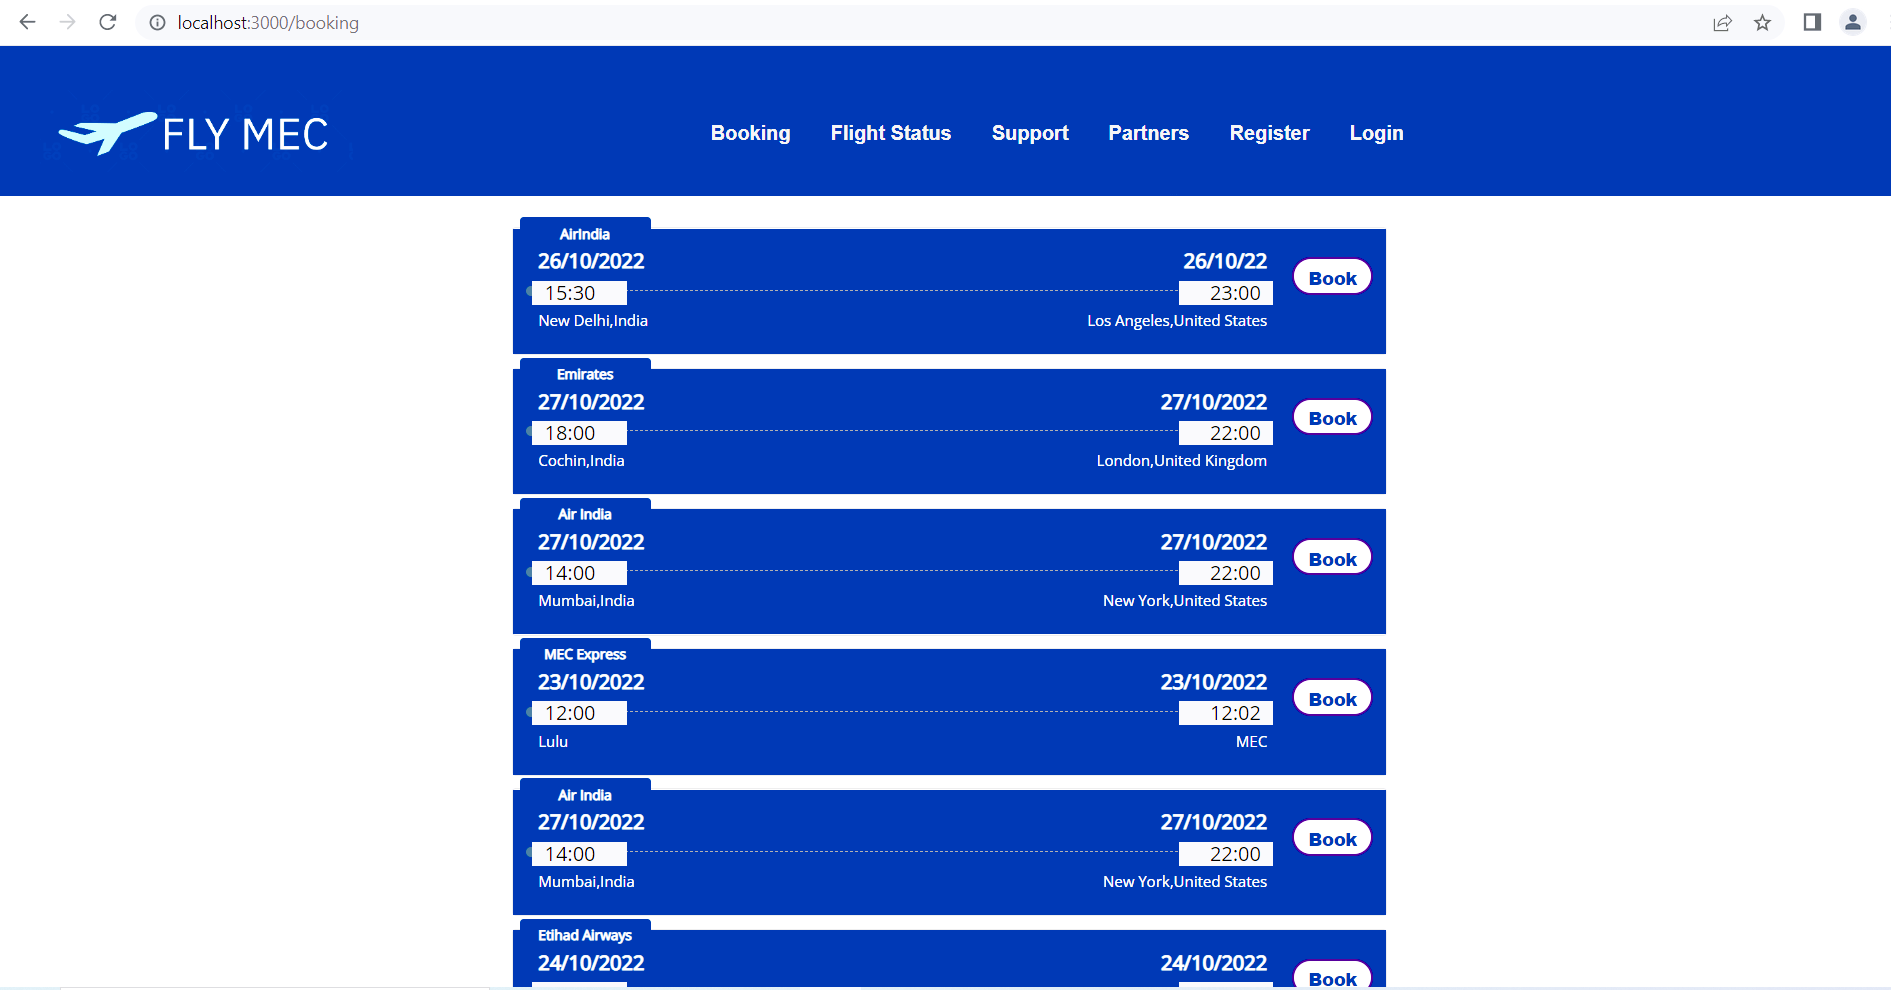 localhost:3000/booking
FLY MEC
Booking Flight Status Support Partners Register Login
AirIndia
26/10/2022 26/10/22
Book
15:30 23:00
New Delhi,India Los Angeles,United States
Emirates
27/10/2022 27/10/2022
Book
18:00 22:00
Cochin,India London,United Kingdom
Air India
27/10/2022 27/10/2022
Book
14:00 22:00
Mumbai,India New York,United States
MEC Express
23/10/2022 23/10/2022
Book
12:00 12:02
Lulu MEC
Air India
27/10/2022 27/10/2022
Book
14:00 22:00
Mumbai,India New York,United States
Etihad Airways
24/10/2022 24/10/2022
Book